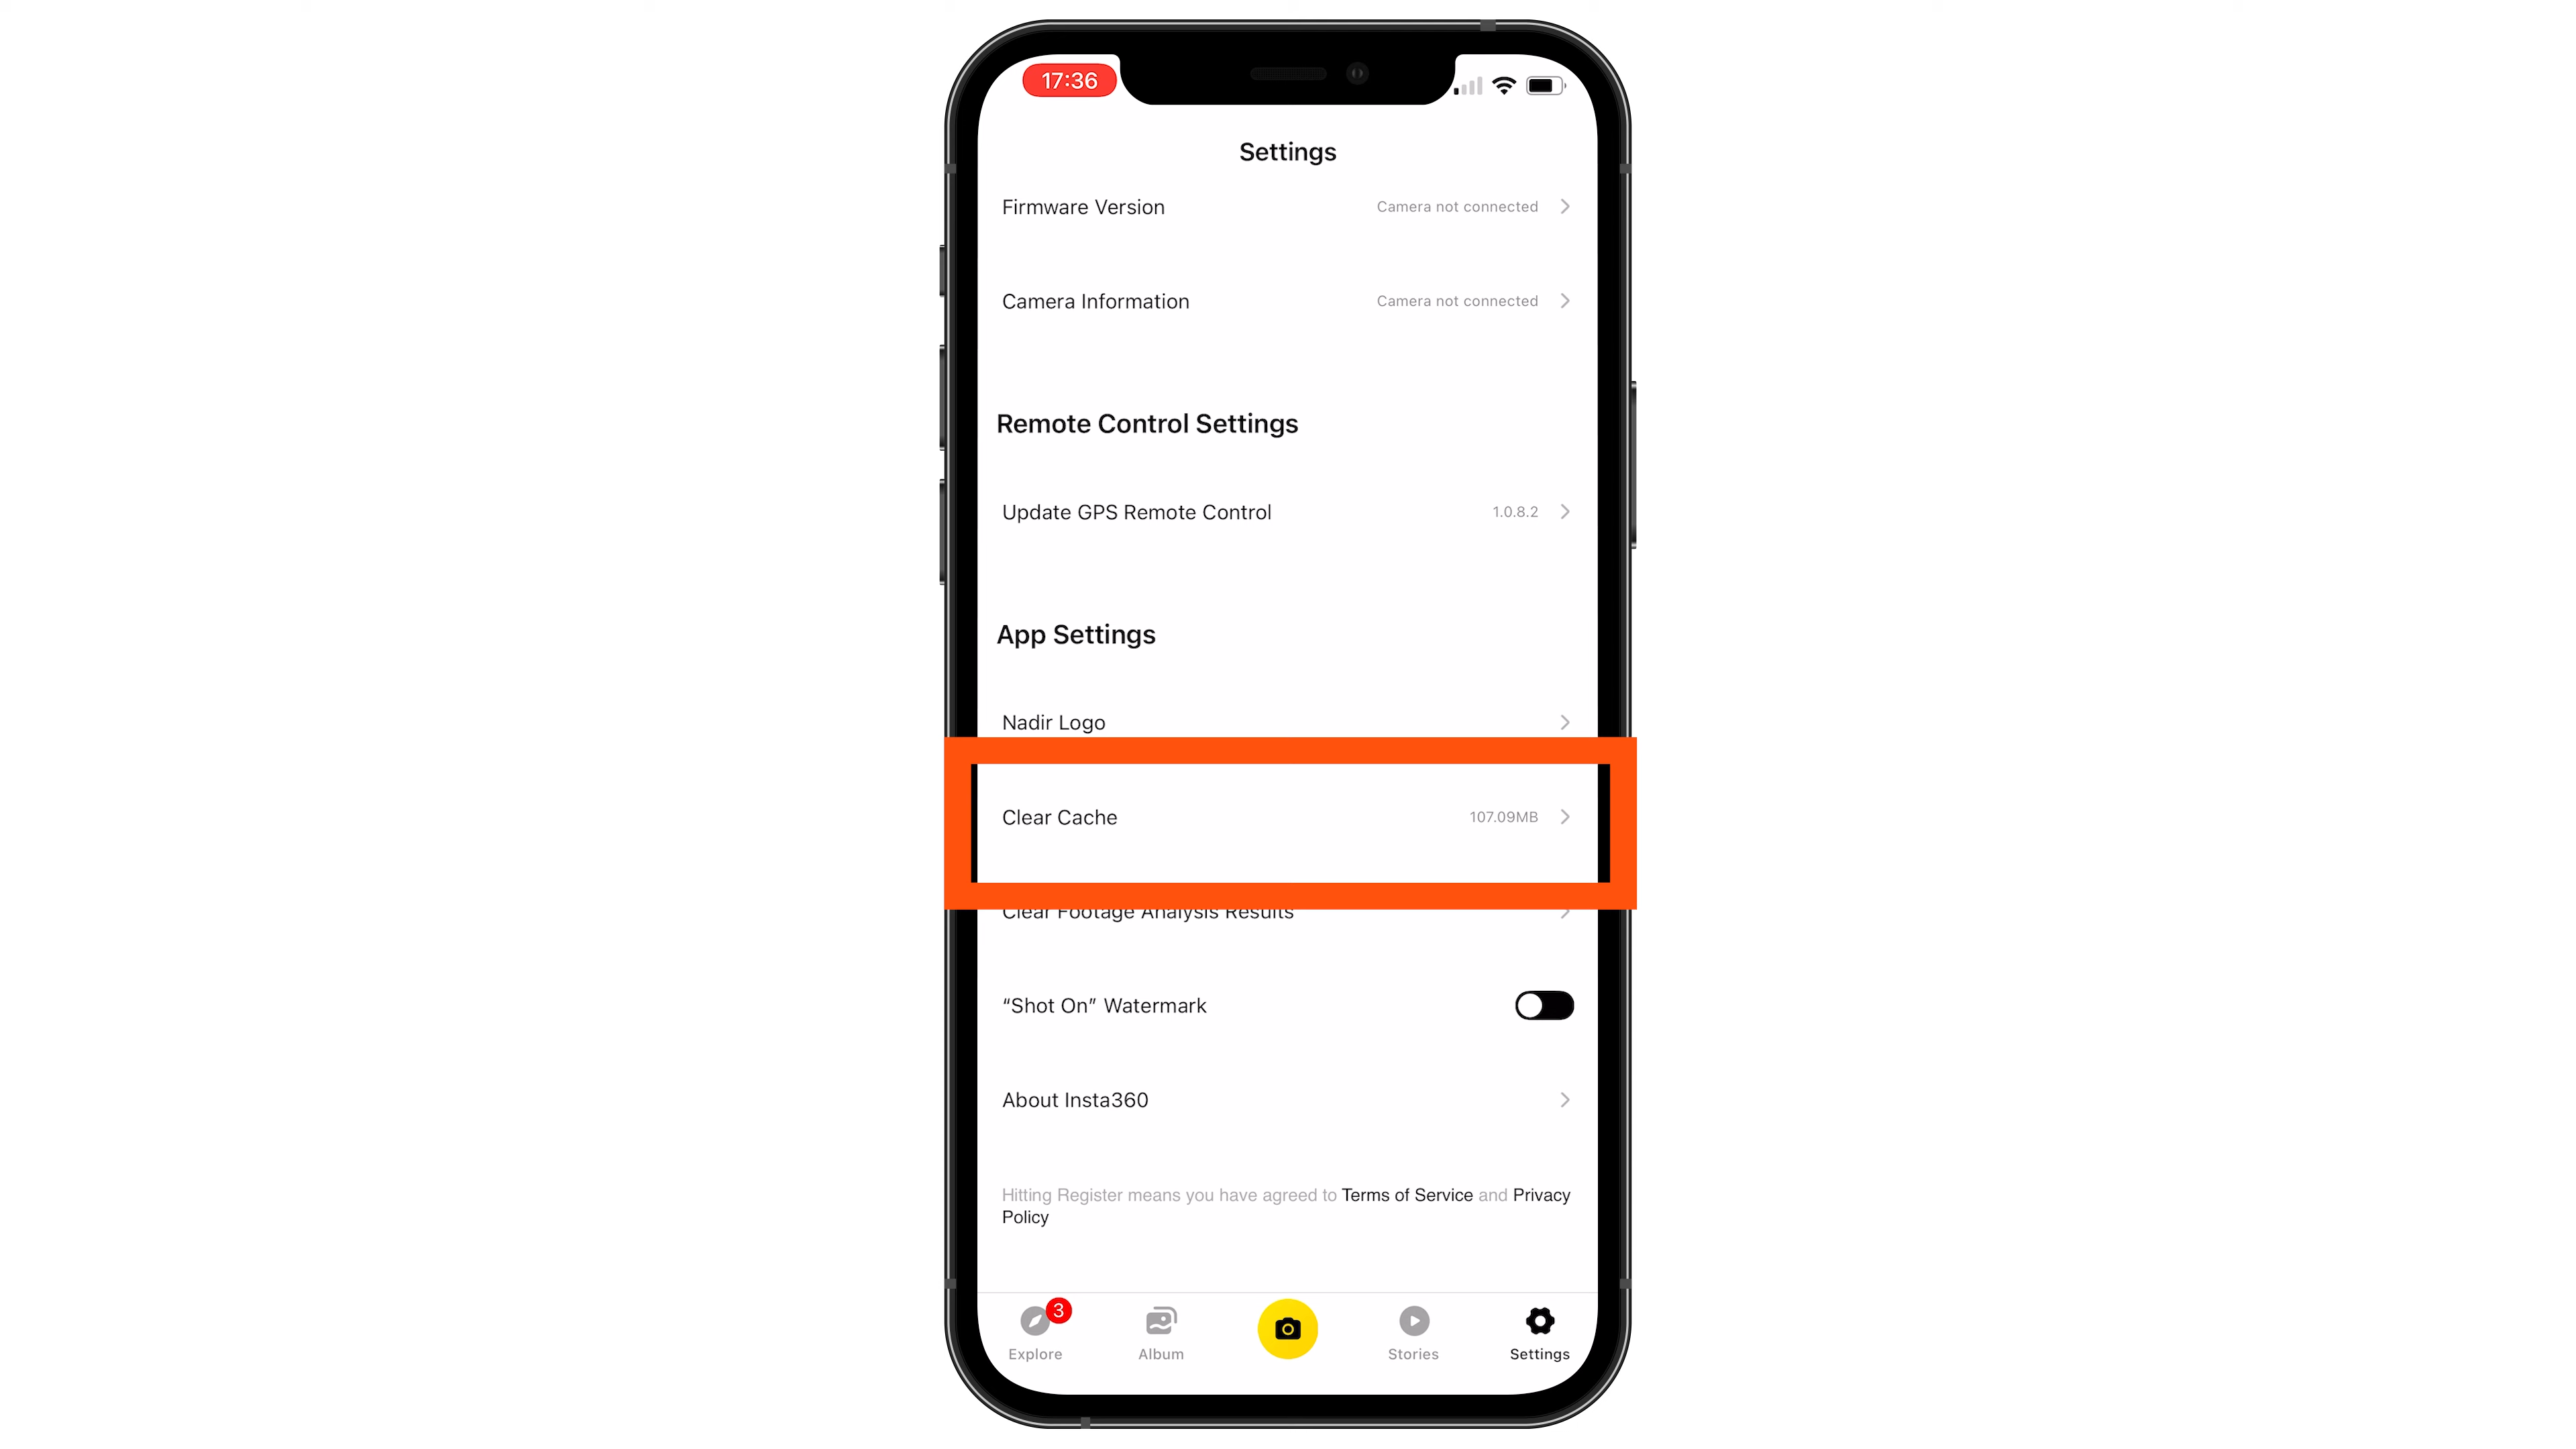 17:36
Settings
Firmware Version Camera not connected
Camera Information Camera not connected
Remote Control Settings
Update GPS Remote Control 1.0.8.2
App Settings
Nadir Logo
Clear Cache 107.09MB
Clear Footage Analysis Results
“Shot On” Watermark
About Insta360
Hitting Register means you have agreed to Terms of Service and Privacy
Policy
3
Explore Album Stories Settings